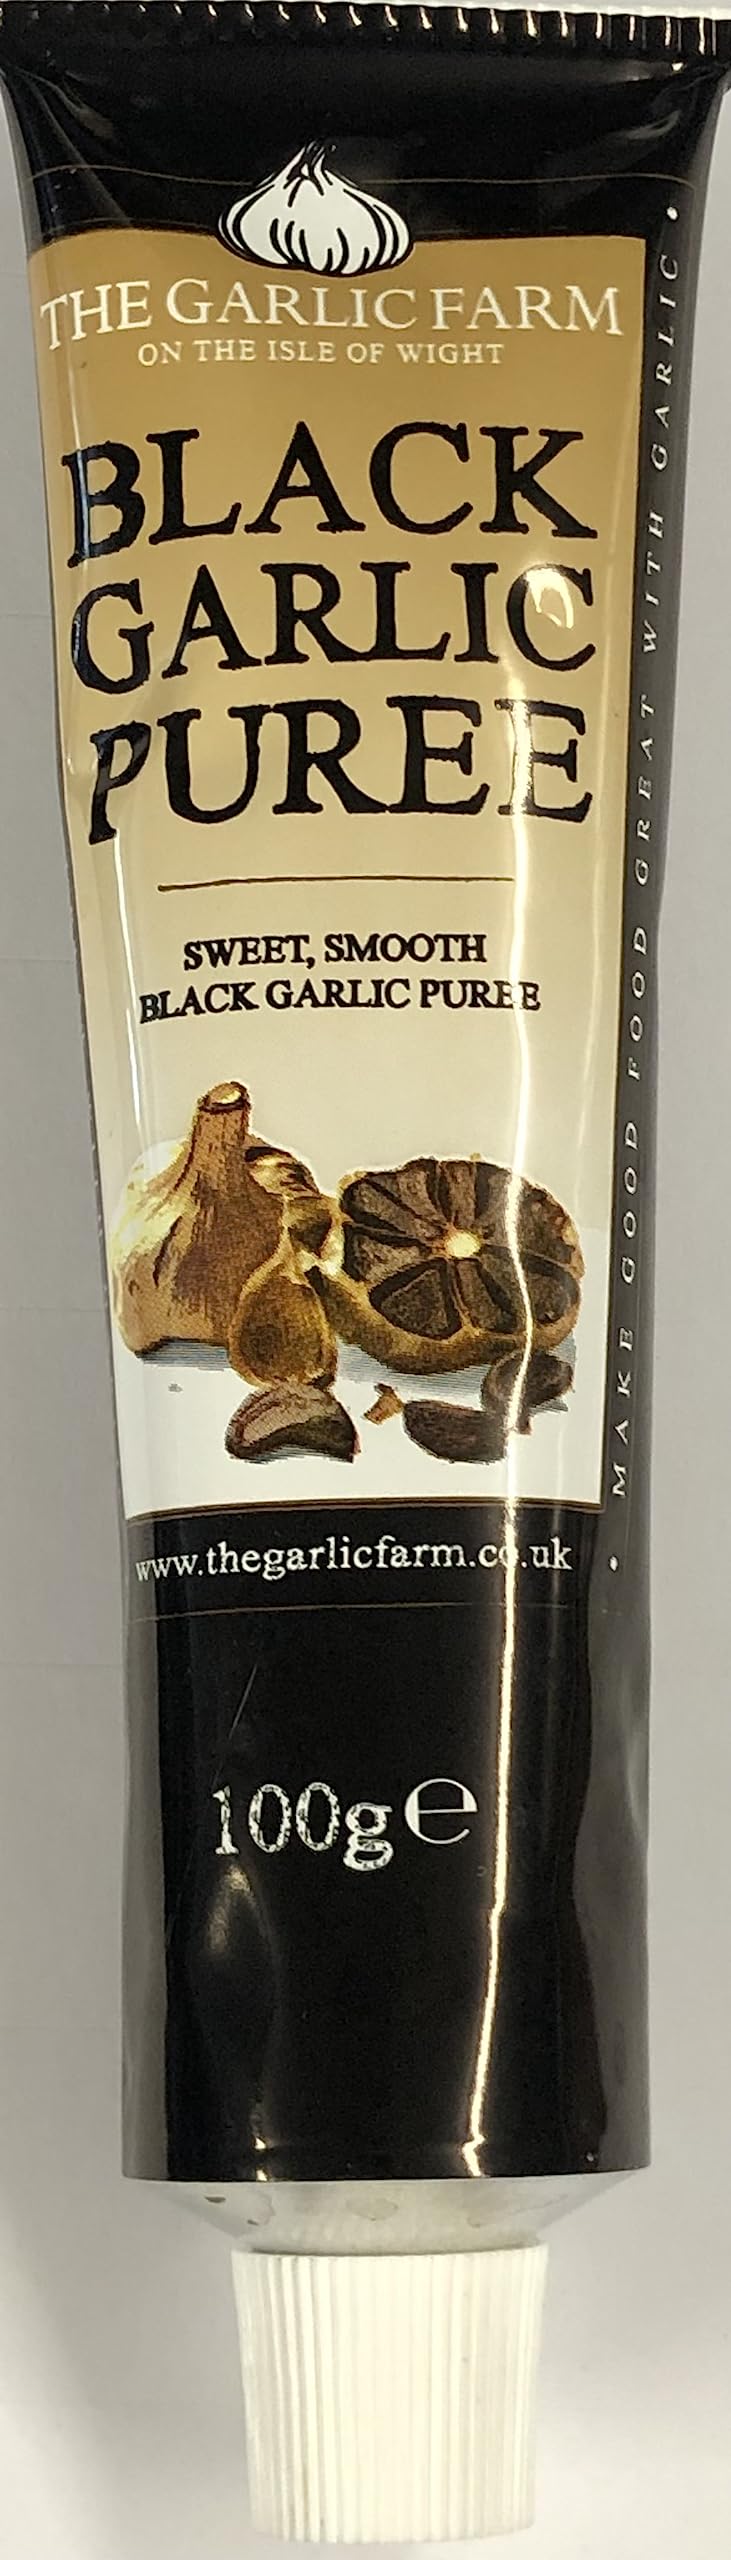 THE GARLIC FARM
ON THE ISLE OF WIGHT
BLACK
GARLIC
PUREE
SWEET, SMOOTH
BLACK GARLIC PUREE
www.thegarlicfarm.co.uk
100g ℮
• MAKE GOOD FOOD GREAT WITH GARLIC •